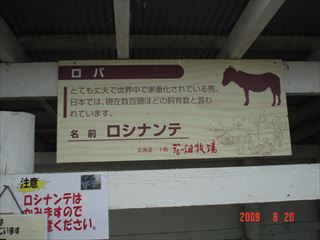 ロバ
とても丈夫で世界中で家畜化されている馬。
日本では、現在数百頭ほどの飼育数と言わ
れています。
名前 ロシナンテ
北海道・十勝 花畑牧場
注意
ロシナンテは
かみますので
意ください。
2009 8 20